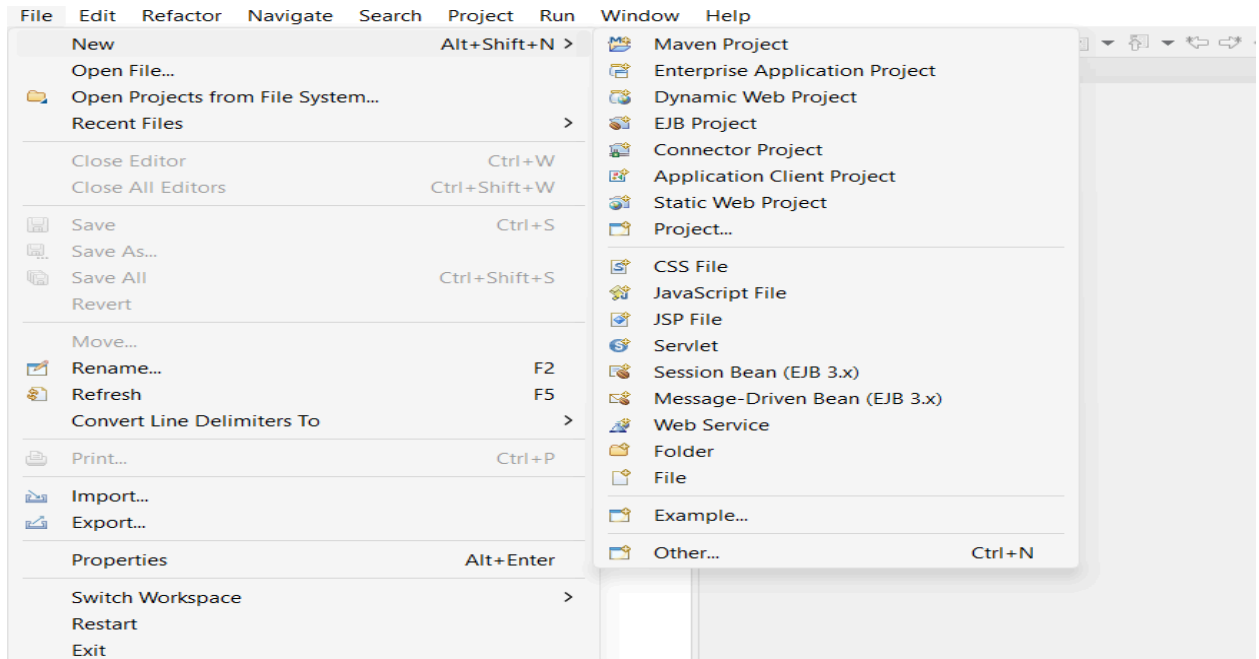 File Edit Refactor Navigate Search Project Run Window Help
New Alt+Shift+N >
Open File...
Open Projects from File System...
Recent Files >
Close Editor Ctrl+W
Close All Editors Ctrl+Shift+W
Save Ctrl+S
Save As...
Save All Ctrl+Shift+S
Revert
Move...
Rename... F2
Refresh F5
Convert Line Delimiters To >
Print... Ctrl+P
Import...
Export...
Properties Alt+Enter
Switch Workspace >
Restart
Exit
Maven Project
Enterprise Application Project
Dynamic Web Project
EJB Project
Connector Project
Application Client Project
Static Web Project
Project...
CSS File
JavaScript File
JSP File
Servlet
Session Bean (EJB 3.x)
Message-Driven Bean (EJB 3.x)
Web Service
Folder
File
Example...
Other... Ctrl+N